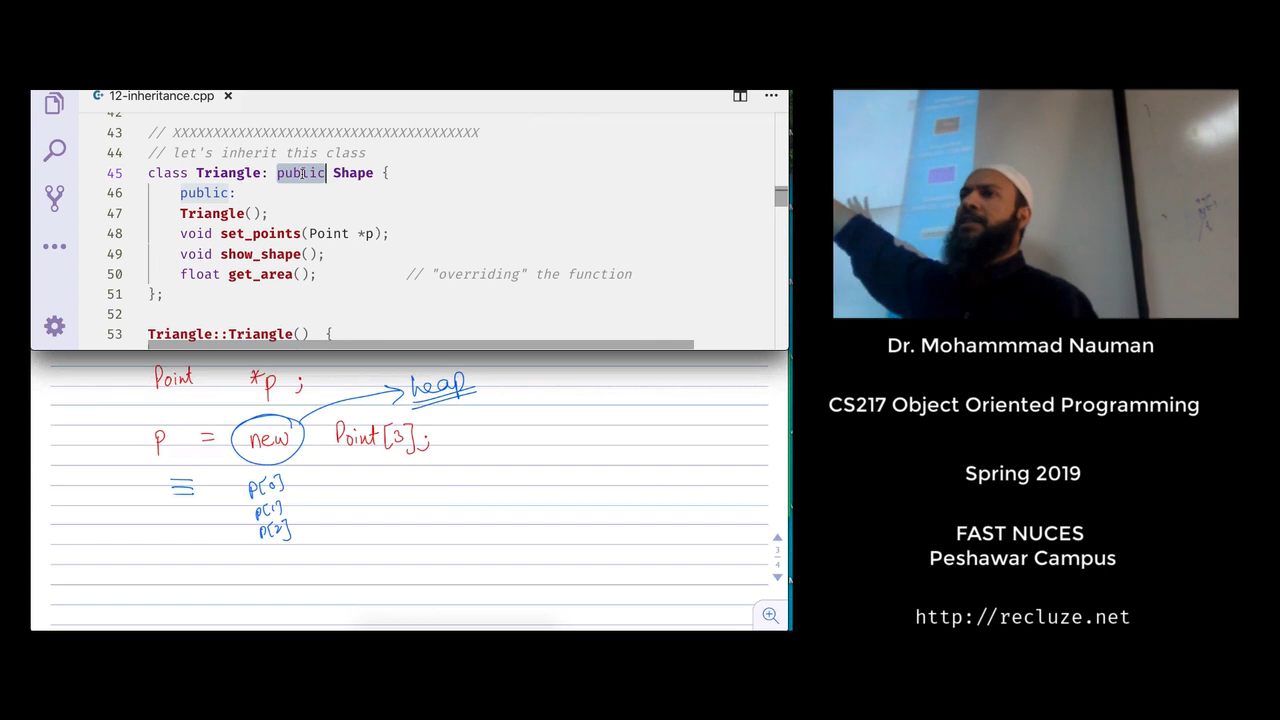 12-inheritance.cpp ×
42
43 // XXXXXXXXXXXXXXXXXXXXXXXXXXXXXXXXXXXXXX
44 // let's inherit this class
45 class Triangle: public Shape {
46 public:
47 Triangle();
48 void set_points(Point *p);
49 void show_shape();
50 float get_area(); // "overriding" the function
51 };
52
53 Triangle::Triangle() {
Point *p ;
heap
p = new Point[3];
≡ p[0]
p[1]
p[2]
3
4
Dr. Mohammmad Nauman
CS217 Object Oriented Programming
Spring 2019
FAST NUCES
Peshawar Campus
http://recluze.net